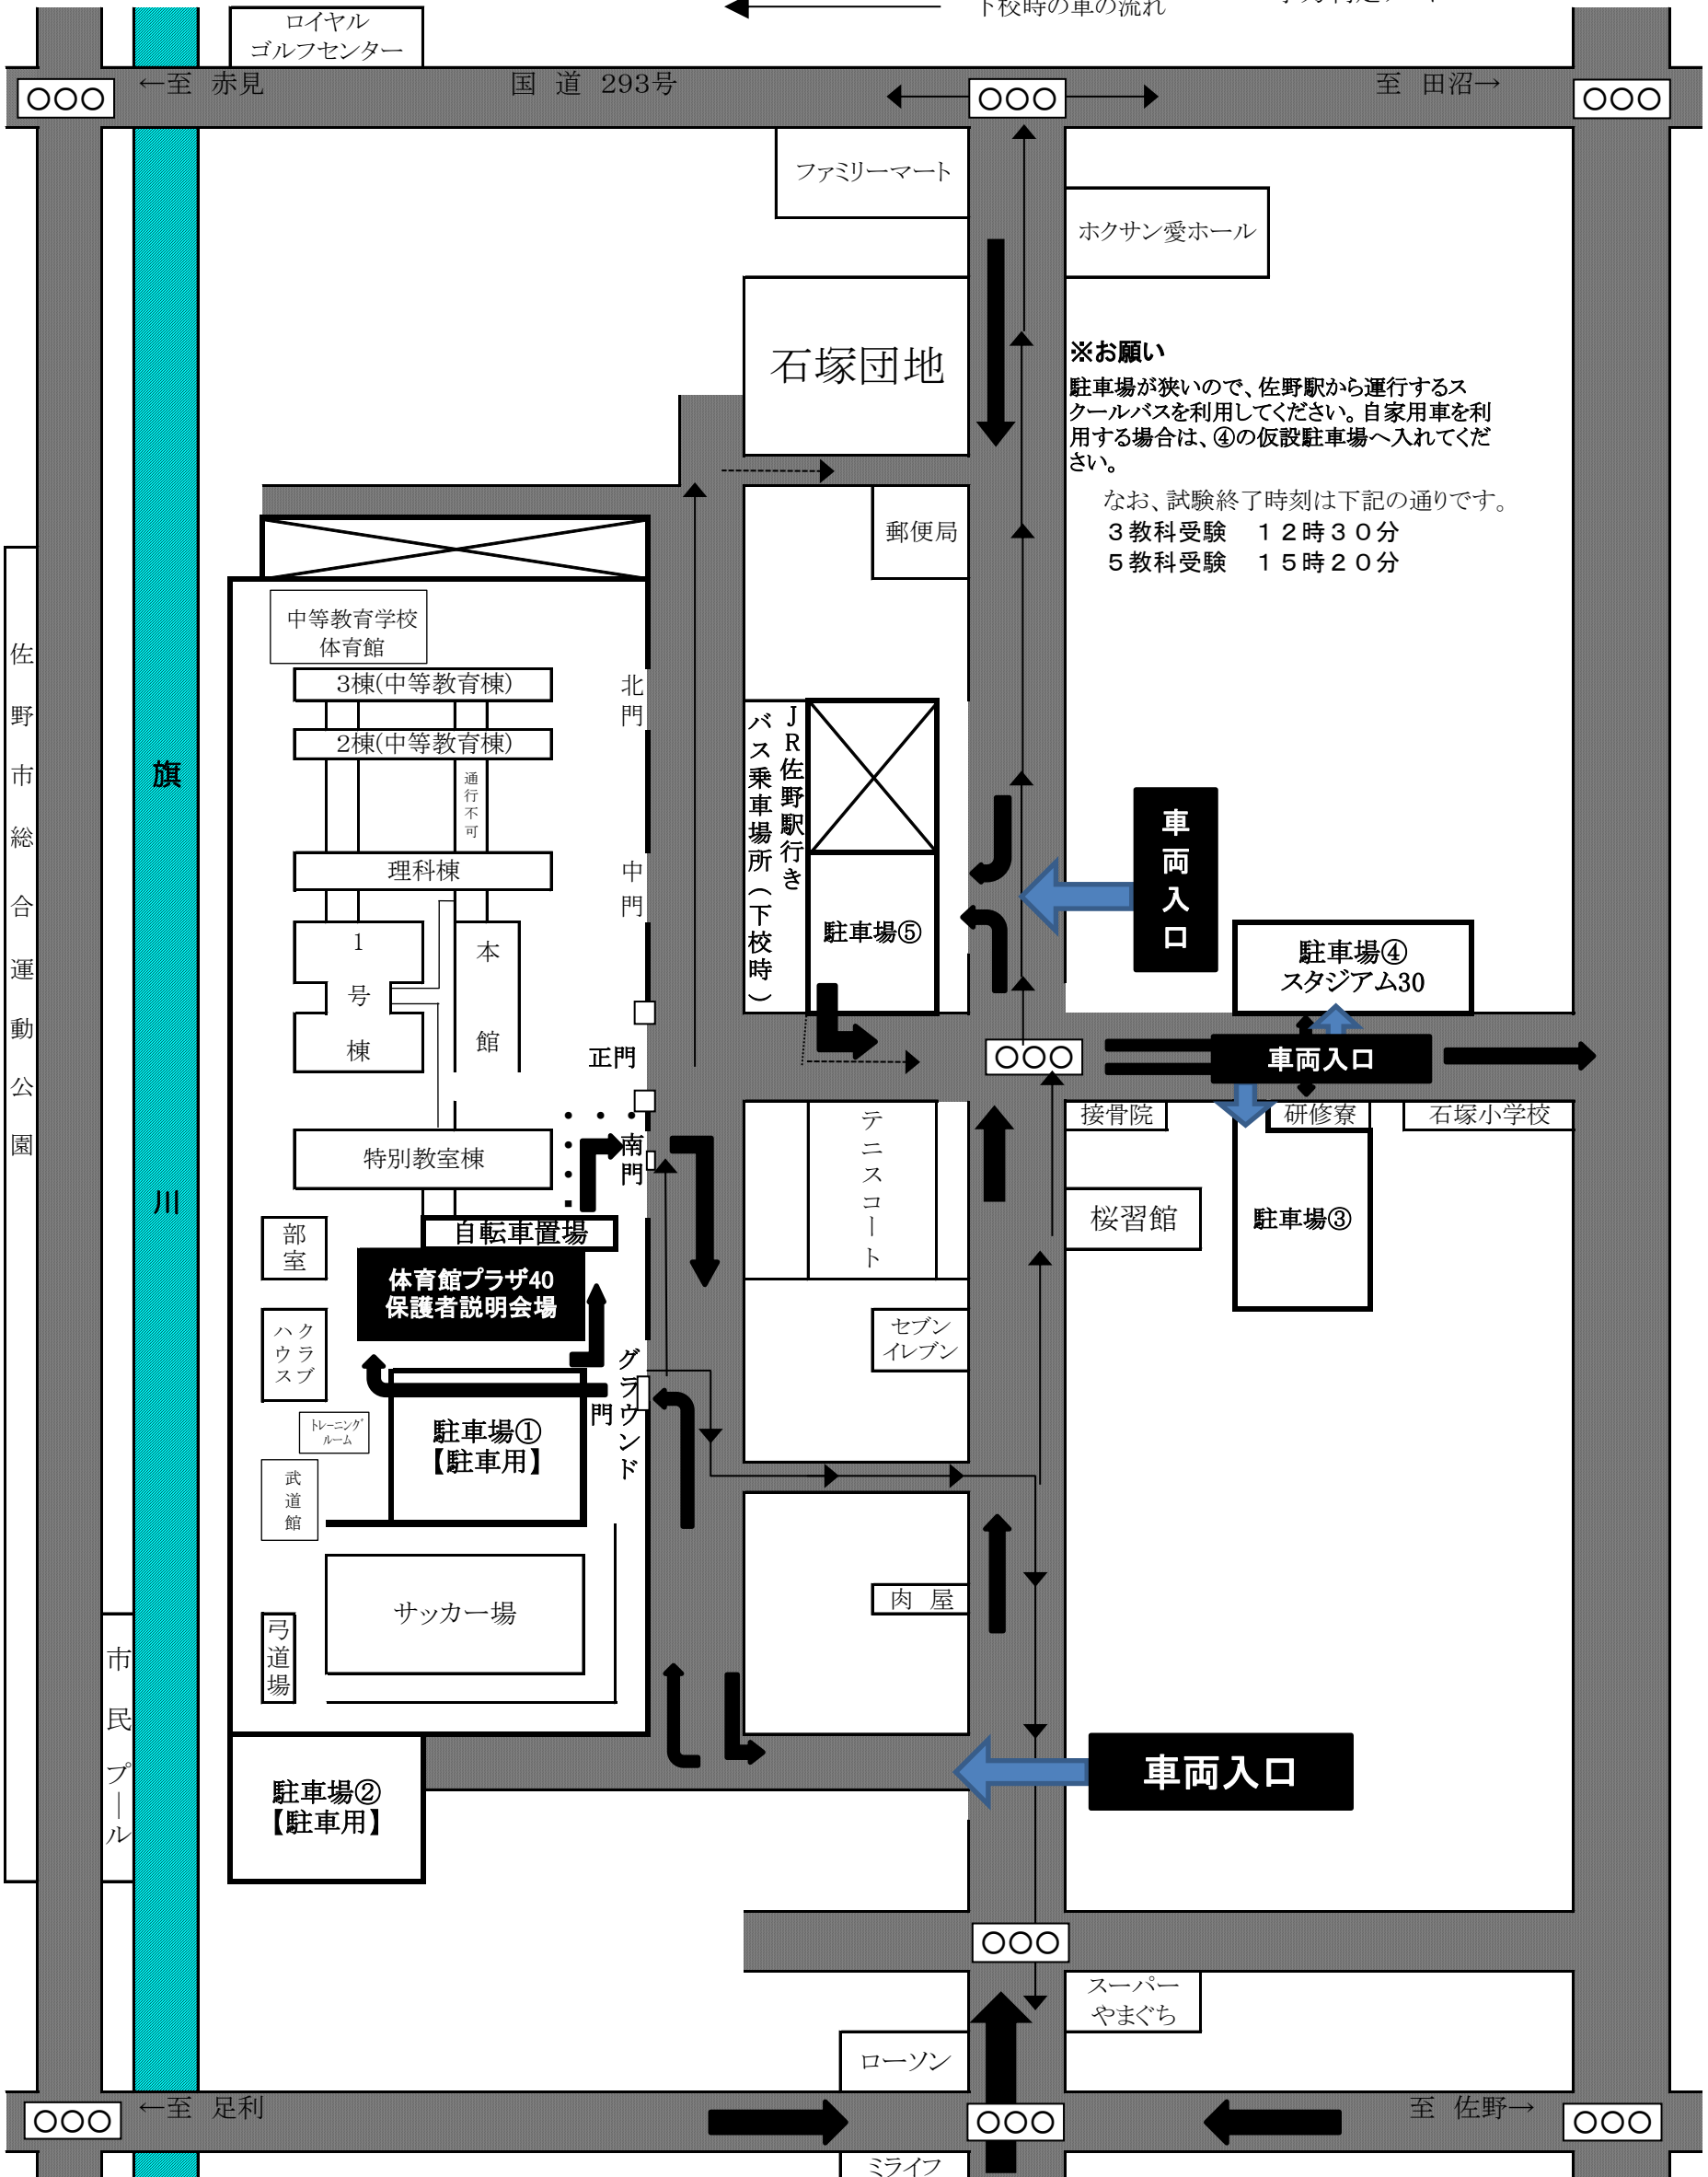 下校時の車の流れ
ロイヤル
ゴルフセンター
←至 赤見
国 道 293号
至 田沼→
ファミリーマート
ホクサン愛ホール
石塚団地
※お願い
駐車場が狭いので、佐野駅から運行するス
クールバスを利用してください。自家用車を利
用する場合は、④の仮設駐車場へ入れてくだ
さい。
なお、試験終了時刻は下記の通りです。
3教科受験 12時30分
5教科受験 15時20分
郵便局
佐野市総合運動公園
旗川
中等教育学校
体育館
3棟(中等教育棟)
北門
2棟(中等教育棟)
通行不可
JR佐野駅行き
バス乗車場所(下校時)
理科棟
中門
駐車場⑤
車両入口
1号棟
本館
駐車場④
スタジアム30
正門
車両入口
接骨院
研修寮
石塚小学校
テニスコート
南門
特別教室棟
桜習館
駐車場③
部室
自転車置場
体育館プラザ40
保護者説明会場
クラブ
ハウス
セブン
イレブン
グラウンド
門
トレーニング
ルーム
駐車場①
【駐車用】
武道館
肉 屋
サッカー場
弓道場
市民プール
駐車場②
【駐車用】
車両入口
スーパー
やまぐち
ローソン
←至 足利
至 佐野→
ミライフ